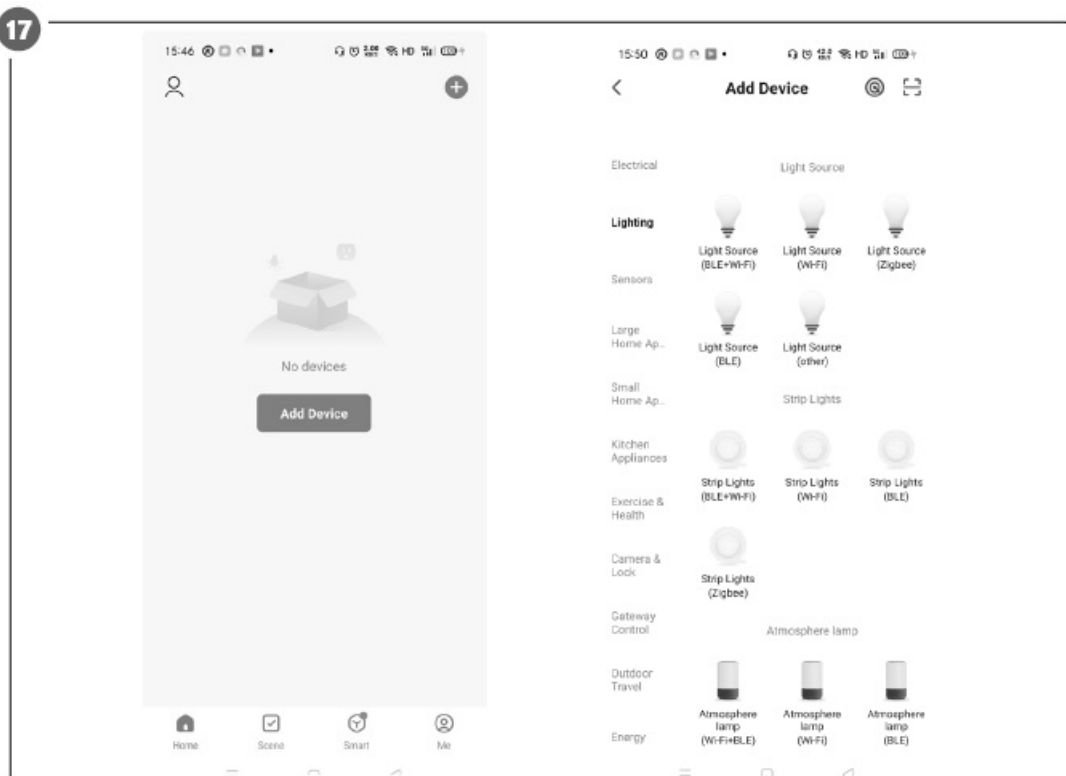 17
15:46
HD
No devices
Add Device
Home
Scene
Smart
Me
15:50
HD
Add Device
Electrical
Lighting
Sensors
Large
Home Ap...
Small
Home Ap...
Kitchen
Appliances
Exercise &
Health
Camera &
Lock
Gateway
Control
Outdoor
Travel
Energy
Light Source
Light Source
(BLE+Wi-Fi)
Light Source
(Wi-Fi)
Light Source
(Zigbee)
Light Source
(BLE)
Light Source
(other)
Strip Lights
Strip Lights
(BLE+Wi-Fi)
Strip Lights
(Wi-Fi)
Strip Lights
(BLE)
Strip Lights
(Zigbee)
Atmosphere lamp
Atmosphere
lamp
(Wi-Fi+BLE)
Atmosphere
lamp
(Wi-Fi)
Atmosphere
lamp
(BLE)